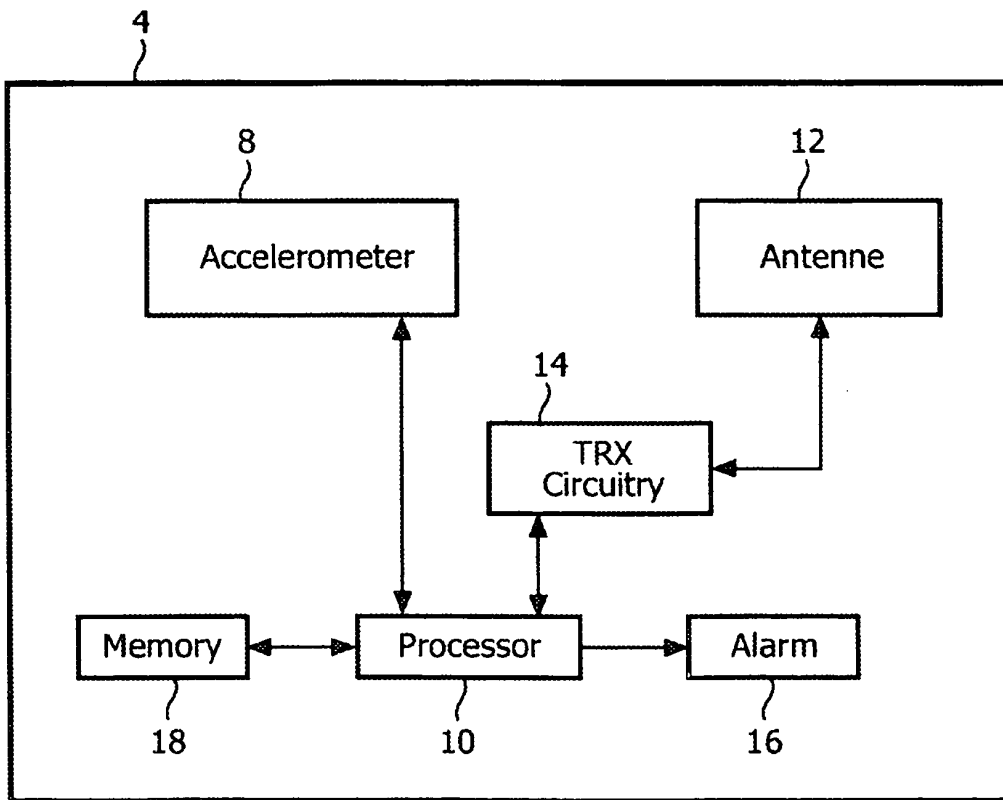 4
8
12
Accelerometer
Antenne
14
TRX
Circuitry
Memory
Processor
Alarm
18
10
16